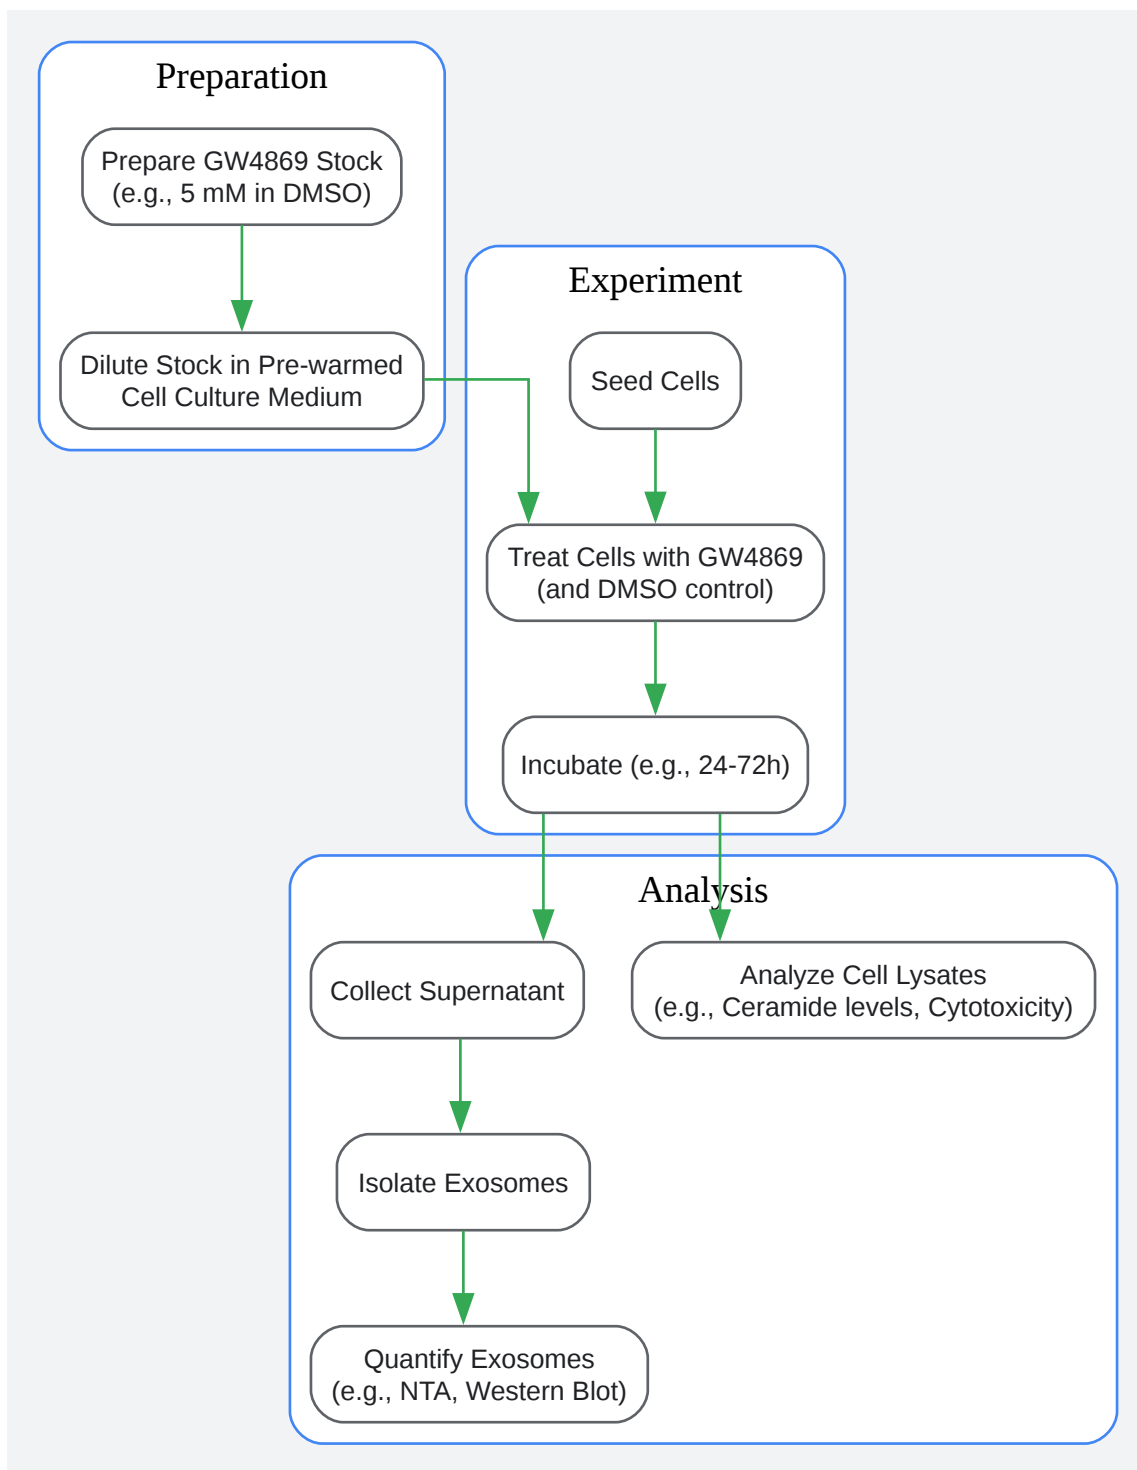 Preparation
Prepare GW4869 Stock
(e.g., 5 mM in DMSO)
Dilute Stock in Pre-warmed
Cell Culture Medium
Experiment
Seed Cells
Treat Cells with GW4869
(and DMSO control)
Incubate (e.g., 24-72h)
Analysis
Collect Supernatant
Analyze Cell Lysates
(e.g., Ceramide levels, Cytotoxicity)
Isolate Exosomes
Quantify Exosomes
(e.g., NTA, Western Blot)